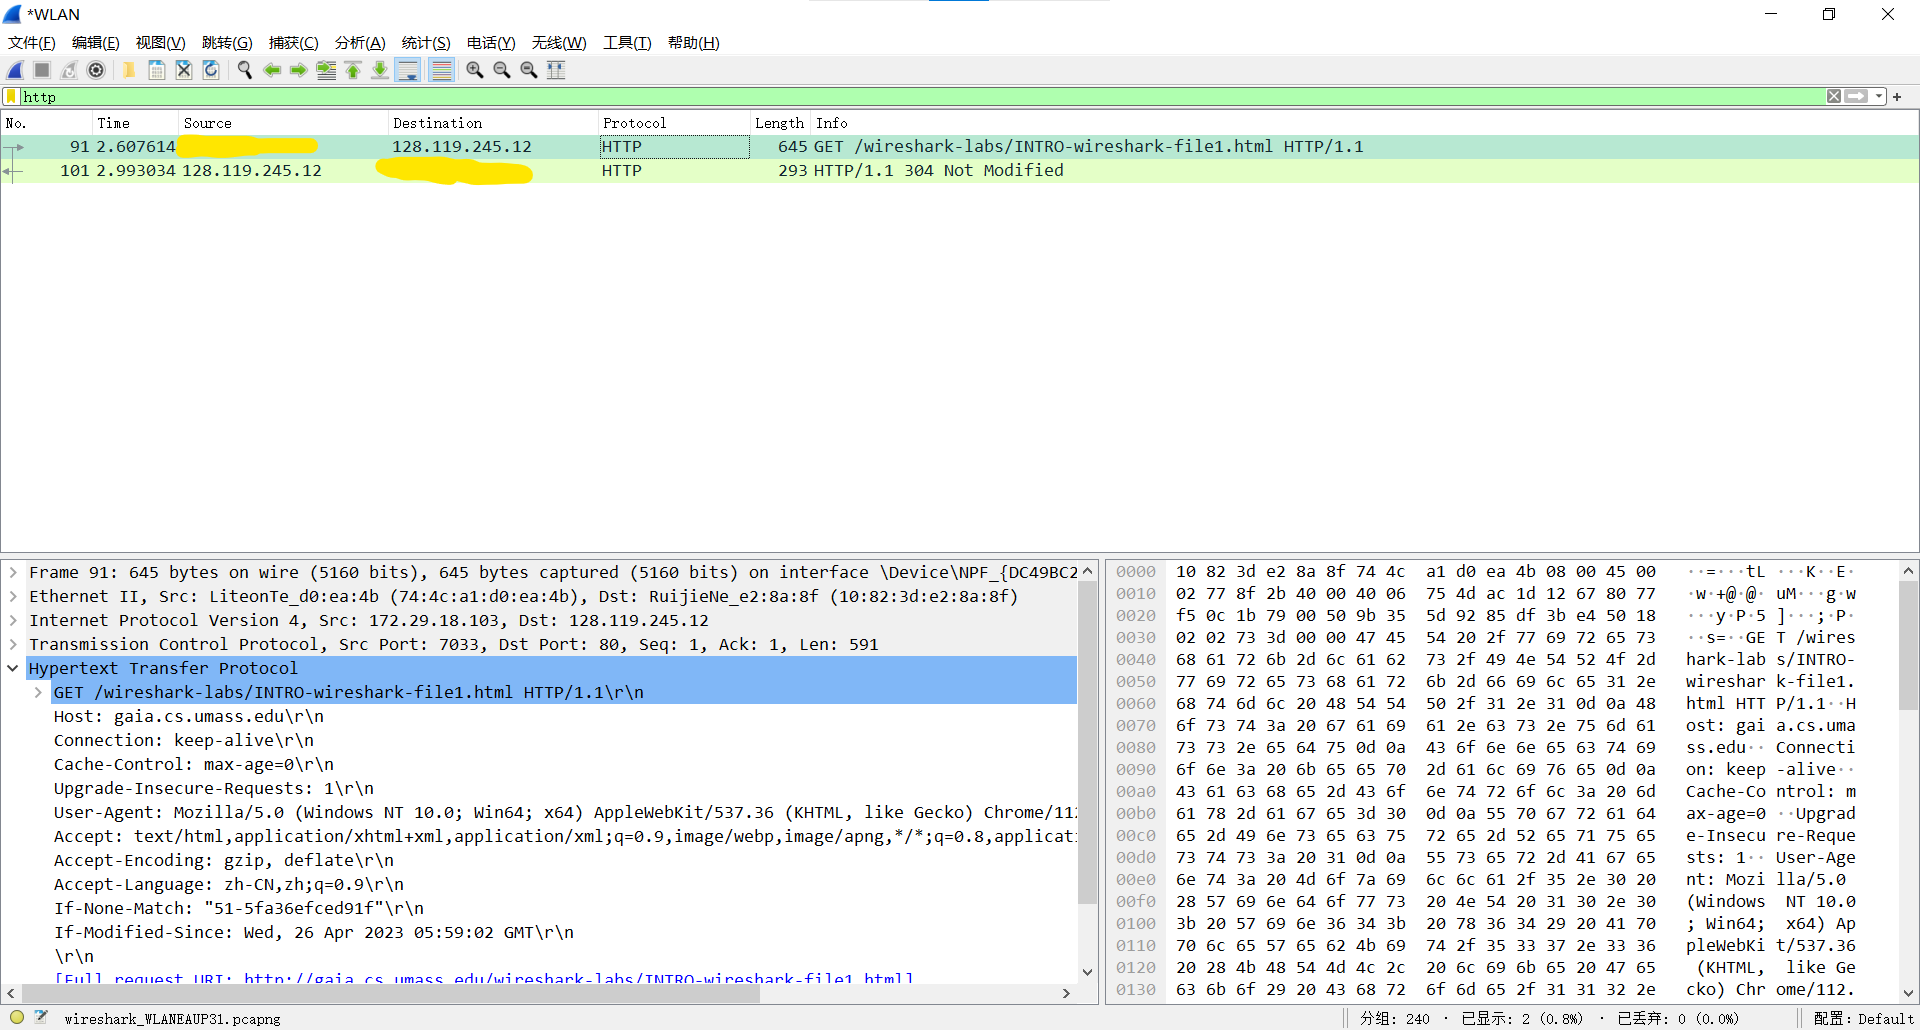 *WLAN
文件(F) 编辑(E) 视图(V) 跳转(G) 捕获(C) 分析(A) 统计(S) 电话(Y) 无线(W) 工具(T) 帮助(H)
http
No. Time Source Destination Protocol Length Info
91 2.607614 128.119.245.12 HTTP 645 GET /wireshark-labs/INTRO-wireshark-file1.html HTTP/1.1
101 2.993034 128.119.245.12 HTTP 293 HTTP/1.1 304 Not Modified
Frame 91: 645 bytes on wire (5160 bits), 645 bytes captured (5160 bits) on interface \Device\NPF_{DC49BC2
Ethernet II, Src: LiteonTe_d0:ea:4b (74:4c:a1:d0:ea:4b), Dst: RuijieNe_e2:8a:8f (10:82:3d:e2:8a:8f)
Internet Protocol Version 4, Src: 172.29.18.103, Dst: 128.119.245.12
Transmission Control Protocol, Src Port: 7033, Dst Port: 80, Seq: 1, Ack: 1, Len: 591
Hypertext Transfer Protocol
GET /wireshark-labs/INTRO-wireshark-file1.html HTTP/1.1\r\n
Host: gaia.cs.umass.edu\r\n
Connection: keep-alive\r\n
Cache-Control: max-age=0\r\n
Upgrade-Insecure-Requests: 1\r\n
User-Agent: Mozilla/5.0 (Windows NT 10.0; Win64; x64) AppleWebKit/537.36 (KHTML, like Gecko) Chrome/112
Accept: text/html,application/xhtml+xml,application/xml;q=0.9,image/webp,image/apng,*/*;q=0.8,applicati
Accept-Encoding: gzip, deflate\r\n
Accept-Language: zh-CN,zh;q=0.9\r\n
If-None-Match: "51-5fa36efced91f"\r\n
If-Modified-Since: Wed, 26 Apr 2023 05:59:02 GMT\r\n
\r\n
[Full request URI: http://gaia.cs.umass.edu/wireshark-labs/INTRO-wireshark-file1.html]
0000 10 82 3d e2 8a 8f 74 4c a1 d0 ea 4b 08 00 45 00 ··=···tL ···K··E·
0010 02 77 8f 2b 40 00 40 06 75 4d ac 1d 12 67 80 77 ·w·+@·@· uM···g·w
0020 f5 0c 1b 79 00 50 9b 35 5d 92 85 df 3b e4 50 18 ···y·P·5 ]···;·P·
0030 02 02 73 3d 00 00 47 45 54 20 2f 77 69 72 65 73 ··s=··GE T /wires
0040 68 61 72 6b 2d 6c 61 62 73 2f 49 4e 54 52 4f 2d hark-lab s/INTRO-
0050 77 69 72 65 73 68 61 72 6b 2d 66 69 6c 65 31 2e wireshar k-file1.
0060 68 74 6d 6c 20 48 54 54 50 2f 31 2e 31 0d 0a 48 html HTT P/1.1··H
0070 6f 73 74 3a 20 67 61 69 61 2e 63 73 2e 75 6d 61 ost: gai a.cs.uma
0080 73 73 2e 65 64 75 0d 0a 43 6f 6e 6e 65 63 74 69 ss.edu·· Connecti
0090 6f 6e 3a 20 6b 65 65 70 2d 61 6c 69 76 65 0d 0a on: keep -alive··
00a0 43 61 63 68 65 2d 43 6f 6e 74 72 6f 6c 3a 20 6d Cache-Co ntrol: m
00b0 61 78 2d 61 67 65 3d 30 0d 0a 55 70 67 72 61 64 ax-age=0 ··Upgrad
00c0 65 2d 49 6e 73 65 63 75 72 65 2d 52 65 71 75 65 e-Insecu re-Reque
00d0 73 74 73 3a 20 31 0d 0a 55 73 65 72 2d 41 67 65 sts: 1·· User-Age
00e0 6e 74 3a 20 4d 6f 7a 69 6c 6c 61 2f 35 2e 30 20 nt: Mozi lla/5.0
00f0 28 57 69 6e 64 6f 77 73 20 4e 54 20 31 30 2e 30 (Windows NT 10.0
0100 3b 20 57 69 6e 36 34 3b 20 78 36 34 29 20 41 70 ; Win64; x64) Ap
0110 70 6c 65 57 65 62 4b 69 74 2f 35 33 37 2e 33 36 pleWebKi t/537.36
0120 20 28 4b 48 54 4d 4c 2c 20 6c 69 6b 65 20 47 65 (KHTML, like Ge
0130 63 6b 6f 29 20 43 68 72 6f 6d 65 2f 31 31 32 2e cko) Chr ome/112.
wireshark_WLANEAUP31.pcapng 分组: 240 · 已显示: 2 (0.8%) · 已丢弃: 0 (0.0%) 配置: Default